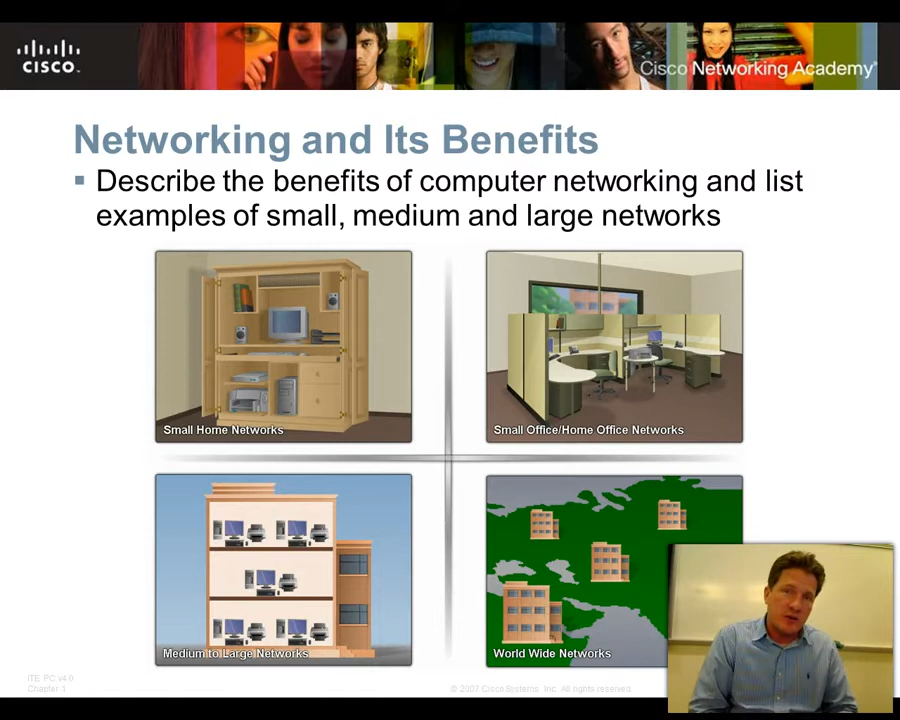 CISCO
Cisco Networking Academy®
Networking and Its Benefits
Describe the benefits of computer networking and list
examples of small, medium and large networks
Small Home Networks
Small Office/Home Office Networks
Medium to Large Networks
World Wide Networks
ITE PC v4.0
Chapter 1
© 2007 Cisco Systems, Inc. All rights reserved.